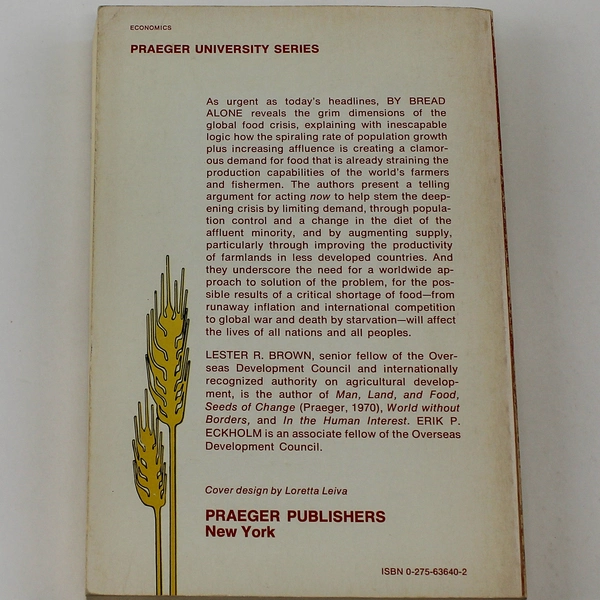 ECONOMICS
PRAEGER UNIVERSITY SERIES
As urgent as today's headlines, BY BREAD
ALONE reveals the grim dimensions of the
global food crisis, explaining with inescapable
logic how the spiraling rate of population growth
plus increasing affluence is creating a clamor-
ous demand for food that is already straining the
production capabilities of the world's farmers
and fishermen. The authors present a telling
argument for acting now to help stem the deep-
ening crisis by limiting demand, through popula-
tion control and a change in the diet of the
affluent minority, and by augmenting supply,
particularly through improving the productivity
of farmlands in less developed countries. And
they underscore the need for a worldwide ap-
proach to solution of the problem, for the pos-
sible results of a critical shortage of food—from
runaway inflation and international competition
to global war and death by starvation—will affect
the lives of all nations and all peoples.
LESTER R. BROWN, senior fellow of the Over-
seas Development Council and internationally
recognized authority on agricultural develop-
ment, is the author of Man, Land, and Food,
Seeds of Change (Praeger, 1970), World without
Borders, and In the Human Interest. ERIK P.
ECKHOLM is an associate fellow of the Overseas
Development Council.
Cover design by Loretta Leiva
PRAEGER PUBLISHERS
New York
ISBN 0-275-63640-2